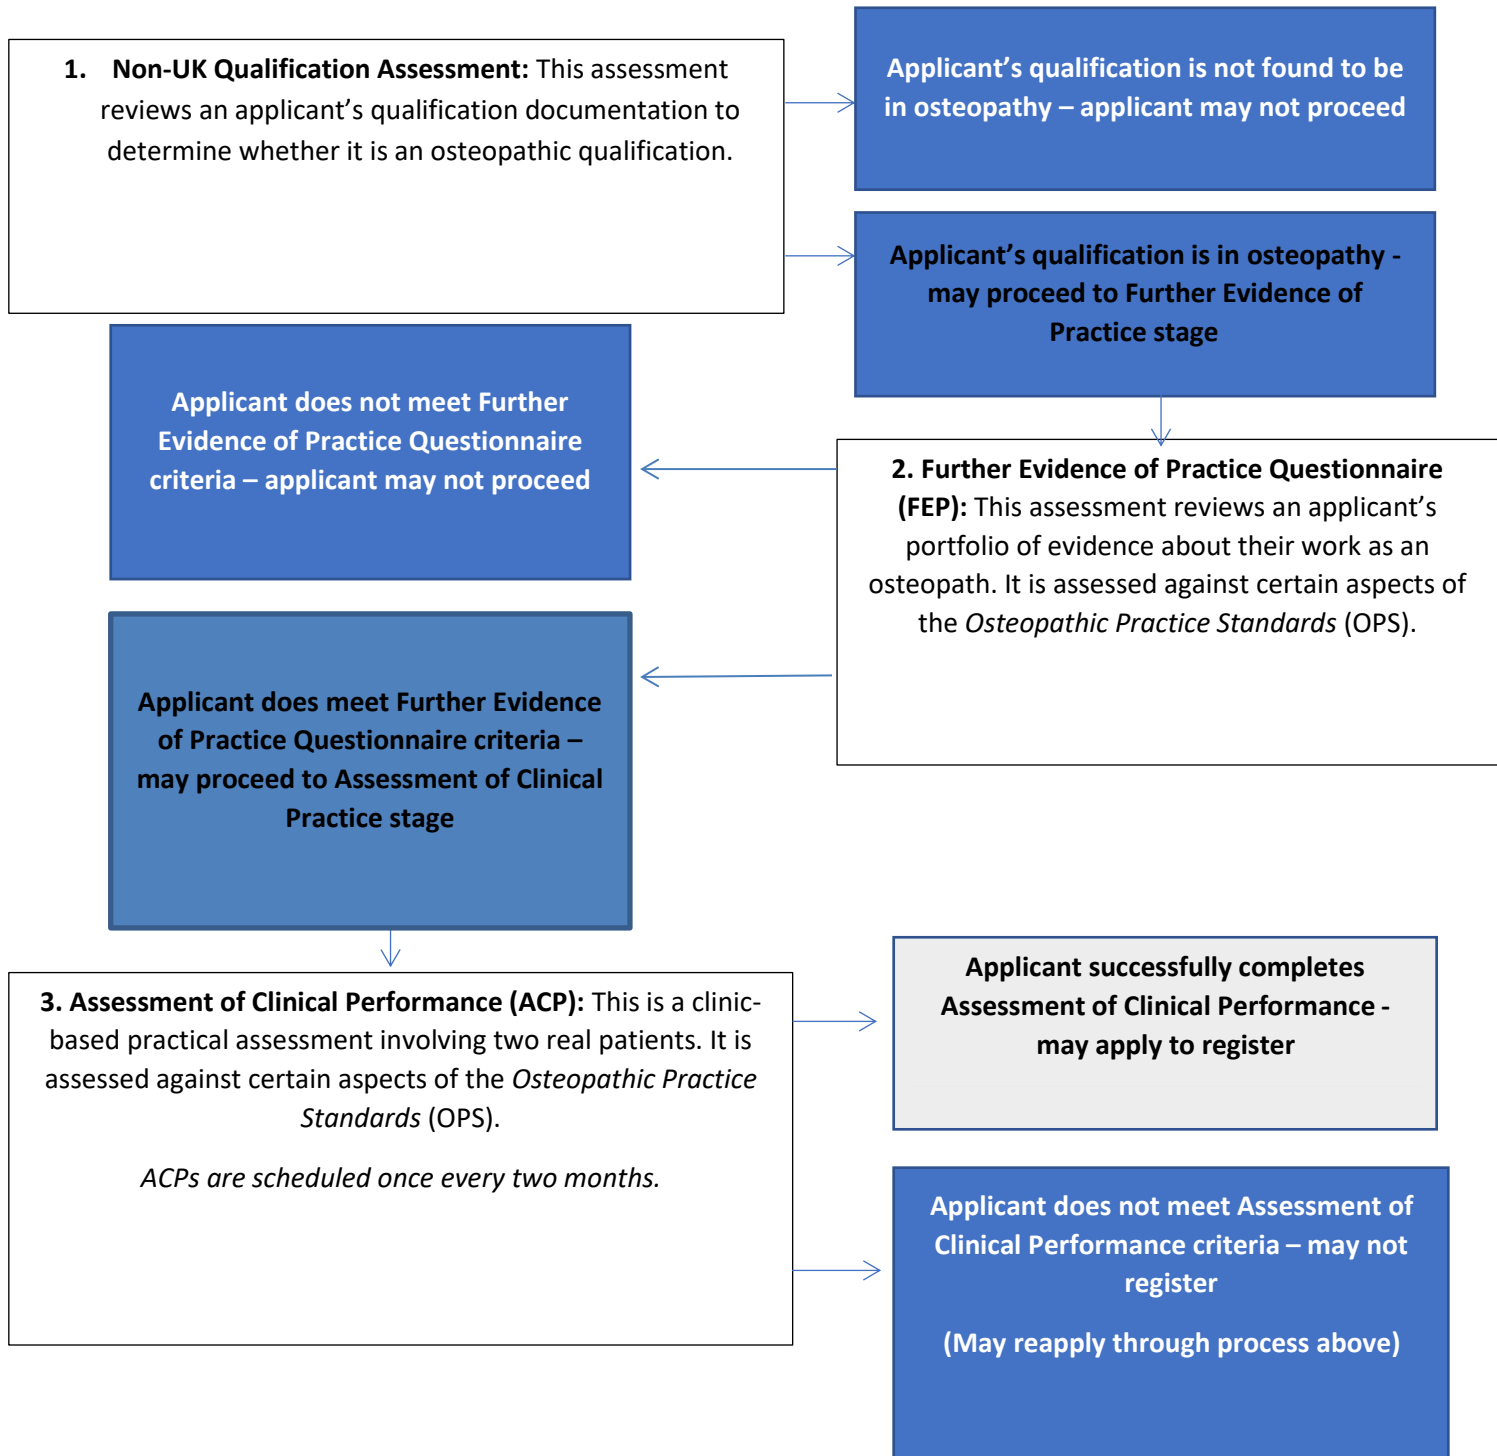 1. Non-UK Qualification Assessment: This assessment
reviews an applicant’s qualification documentation to
determine whether it is an osteopathic qualification.
Applicant’s qualification is not found to be
in osteopathy – applicant may not proceed
Applicant’s qualification is in osteopathy -
may proceed to Further Evidence of
Practice stage
Applicant does not meet Further
Evidence of Practice Questionnaire
criteria – applicant may not proceed
2. Further Evidence of Practice Questionnaire
(FEP): This assessment reviews an applicant’s
portfolio of evidence about their work as an
osteopath. It is assessed against certain aspects of
the Osteopathic Practice Standards (OPS).
Applicant does meet Further Evidence
of Practice Questionnaire criteria –
may proceed to Assessment of Clinical
Practice stage
3. Assessment of Clinical Performance (ACP): This is a clinic-
based practical assessment involving two real patients. It is
assessed against certain aspects of the Osteopathic Practice
Standards (OPS).
ACPs are scheduled once every two months.
Applicant successfully completes
Assessment of Clinical Performance -
may apply to register
Applicant does not meet Assessment of
Clinical Performance criteria – may not
register
(May reapply through process above)